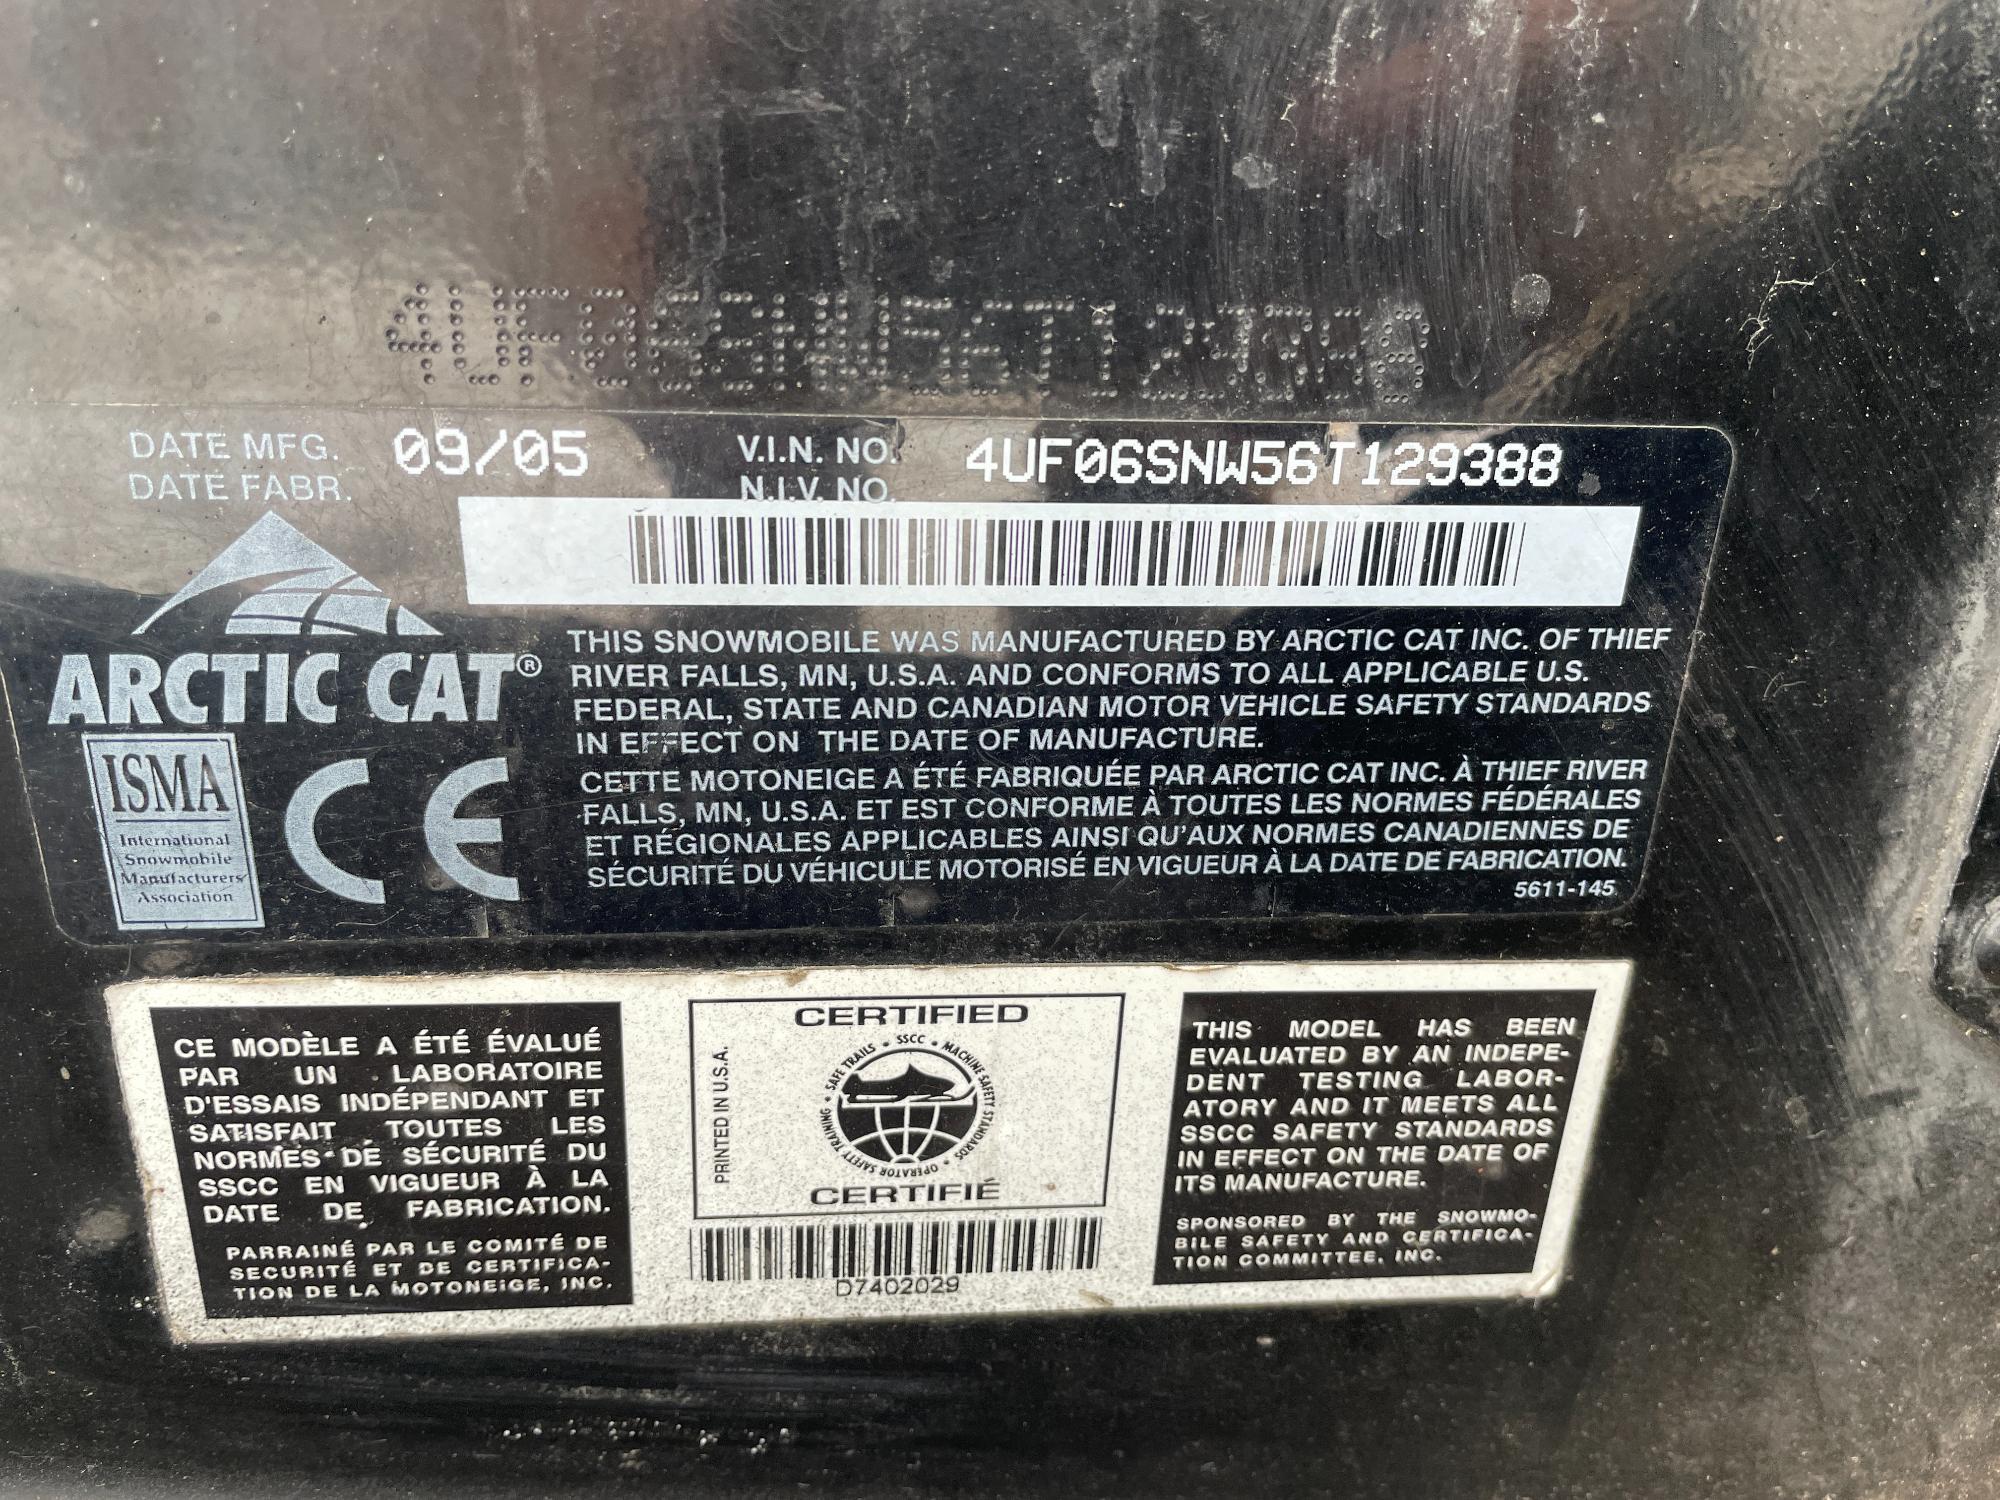 4UF06SNW56T129388
DATE MFG. 09/05 V.I.N. NO. 4UF06SNW56T129388
DATE FABR. N.I.V. NO.
ARCTIC CAT®
ISMA
International
Snowmobile
Manufacturers
Association
CE
THIS SNOWMOBILE WAS MANUFACTURED BY ARCTIC CAT INC. OF THIEF
RIVER FALLS, MN, U.S.A. AND CONFORMS TO ALL APPLICABLE U.S.
FEDERAL, STATE AND CANADIAN MOTOR VEHICLE SAFETY STANDARDS
IN EFFECT ON THE DATE OF MANUFACTURE.
CETTE MOTONEIGE A ÉTÉ FABRIQUÉE PAR ARCTIC CAT INC. À THIEF RIVER
FALLS, MN, U.S.A. ET EST CONFORME À TOUTES LES NORMES FÉDÉRALES
ET RÉGIONALES APPLICABLES AINSI QU'AUX NORMES CANADIENNES DE
SÉCURITÉ DU VÉHICULE MOTORISÉ EN VIGUEUR À LA DATE DE FABRICATION.
5611-145
CE MODÈLE A ÉTÉ ÉVALUÉ
PAR UN LABORATOIRE
D'ESSAIS INDÉPENDANT ET
SATISFAIT TOUTES LES
NORMES DE SÉCURITÉ DU
SSCC EN VIGUEUR À LA
DATE DE FABRICATION.
PARRAINÉ PAR LE COMITÉ DE
SECURITÉ ET DE CERTIFICA-
TION DE LA MOTONEIGE, INC.
PRINTED IN U.S.A.
CERTIFIED
SAFE TRAILS • SSCC • MACHINE SAFETY STANDARDS • OPERATOR SAFETY TRAINING •
CERTIFIÉ
D7402029
THIS MODEL HAS BEEN
EVALUATED BY AN INDEPE-
DENT TESTING LABOR-
ATORY AND IT MEETS ALL
SSCC SAFETY STANDARDS
IN EFFECT ON THE DATE OF
ITS MANUFACTURE.
SPONSORED BY THE SNOWMO-
BILE SAFETY AND CERTIFICA-
TION COMMITTEE, INC.